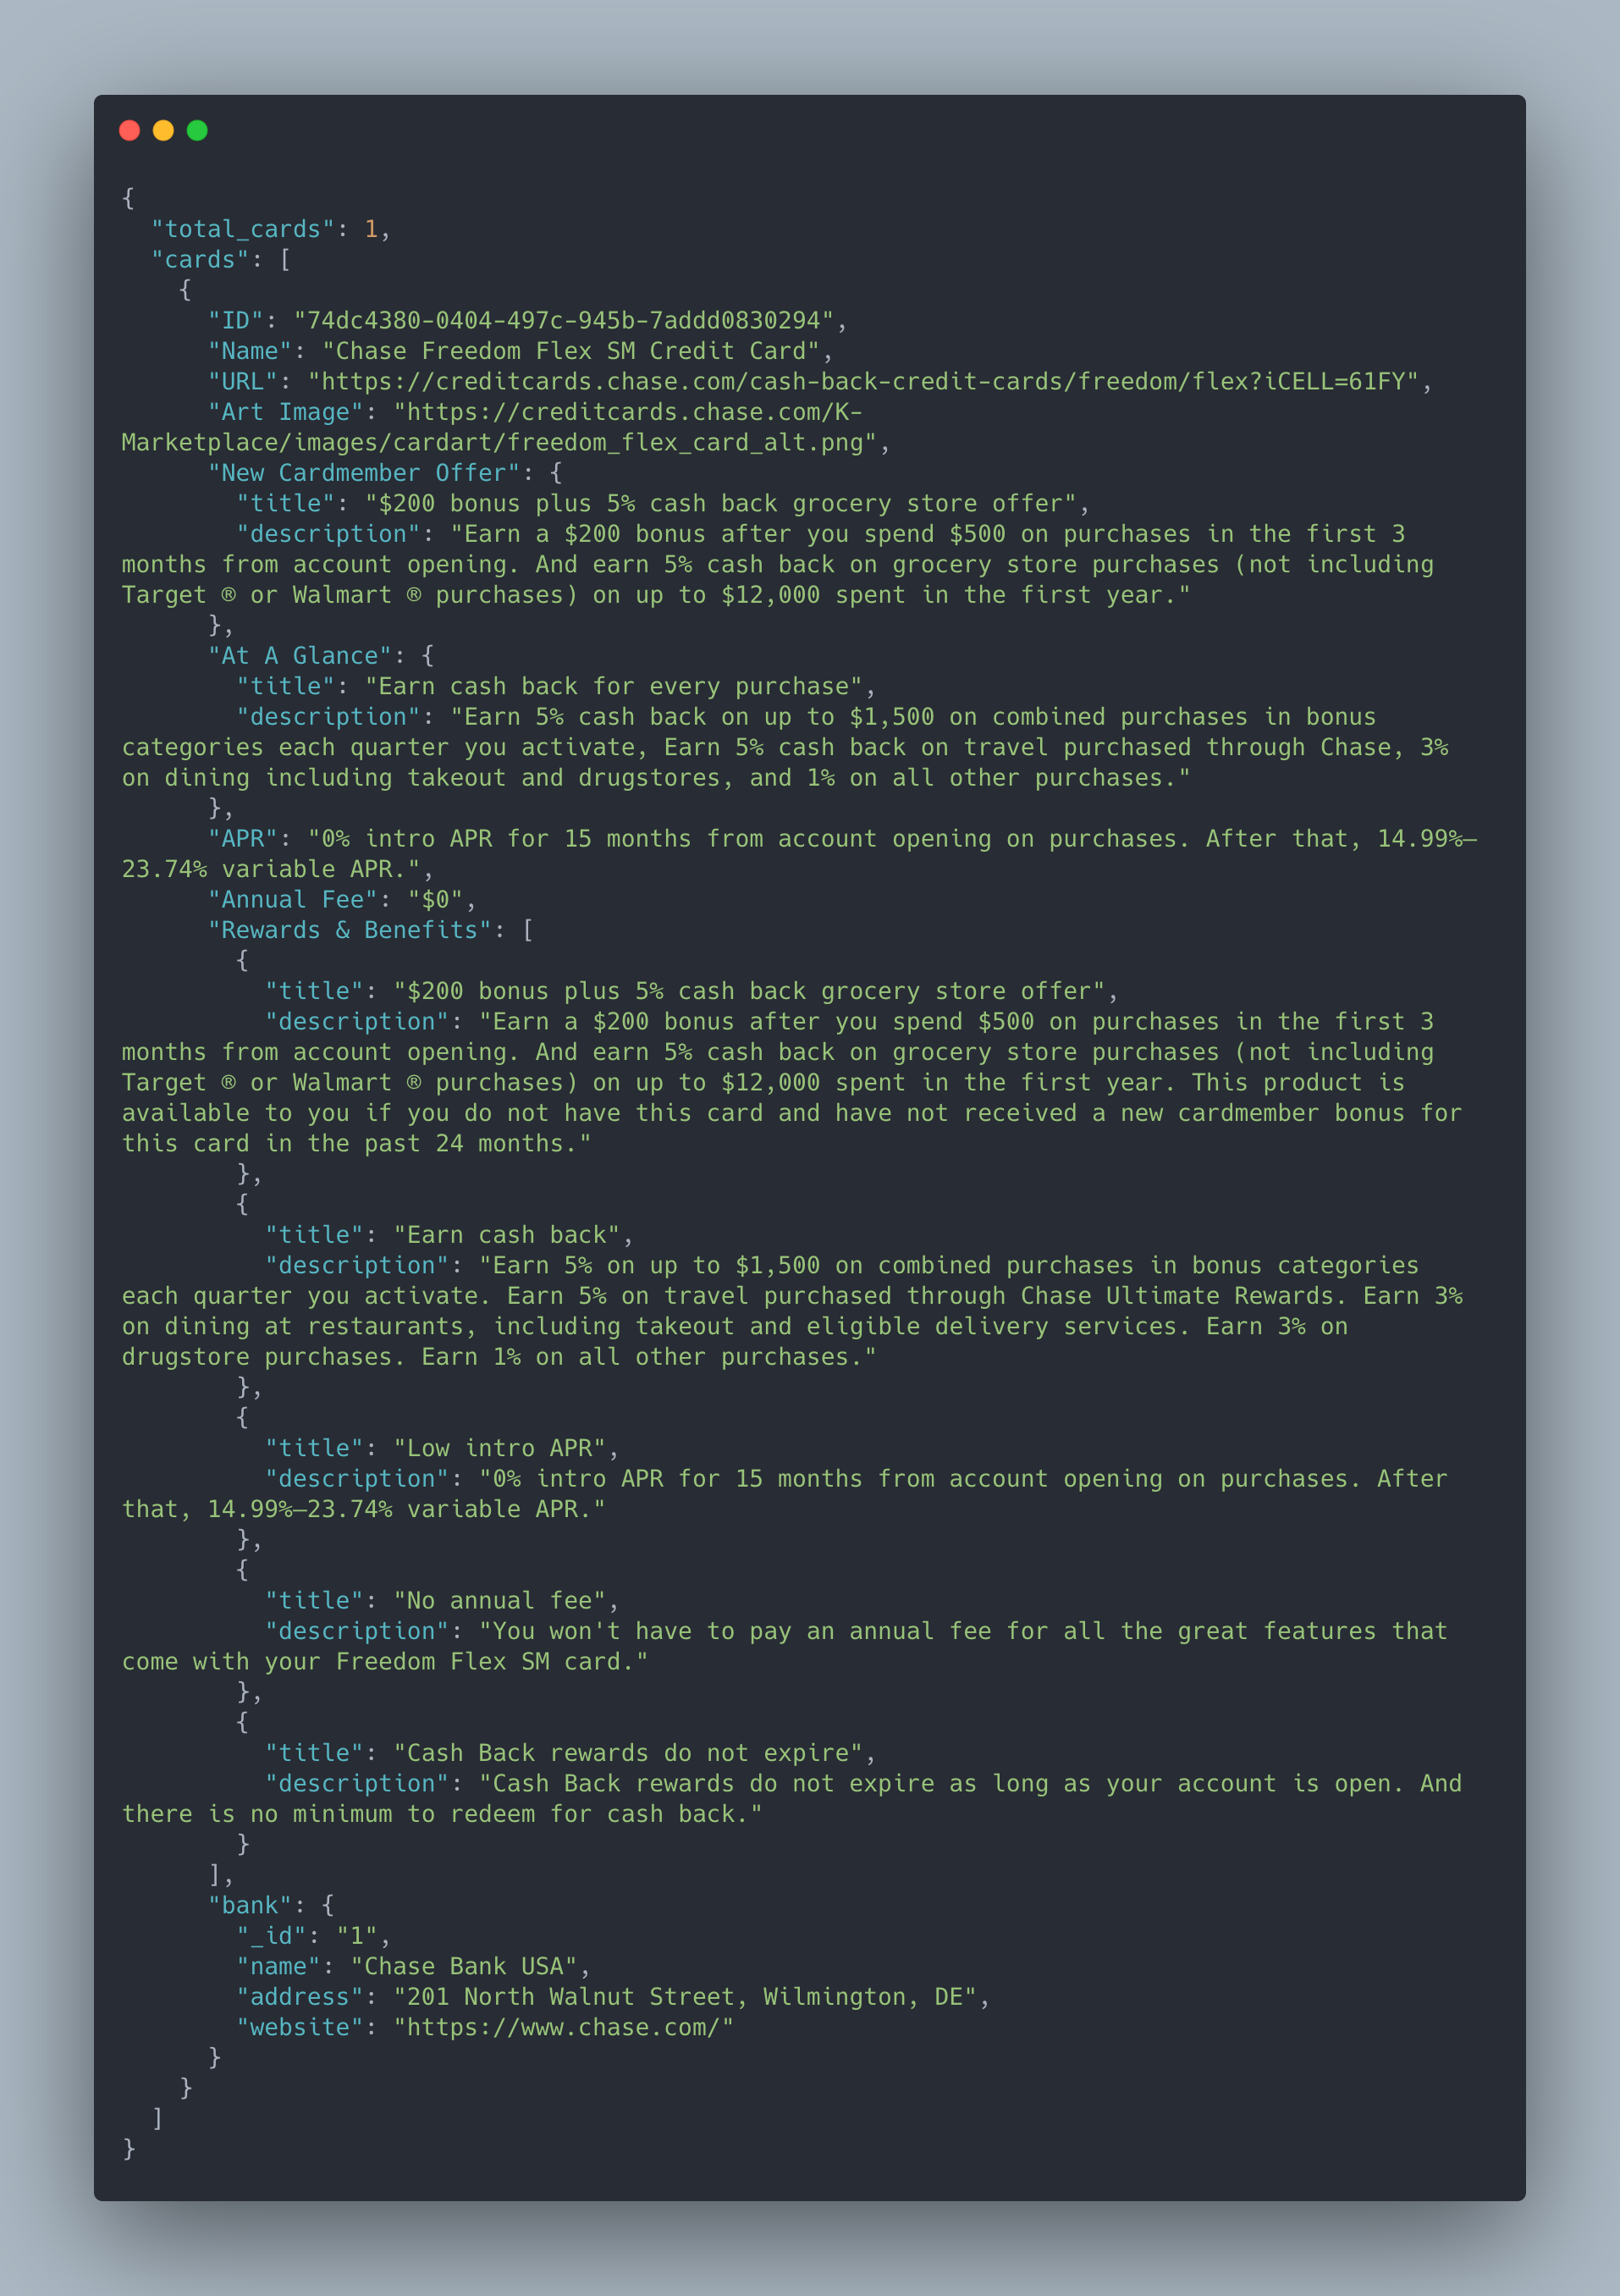 {
  "total_cards": 1,
  "cards": [
    {
      "ID": "74dc4380-0404-497c-945b-7addd0830294",
      "Name": "Chase Freedom Flex SM Credit Card",
      "URL": "https://creditcards.chase.com/cash-back-credit-cards/freedom/flex?iCELL=61FY",
      "Art Image": "https://creditcards.chase.com/K-
Marketplace/images/cardart/freedom_flex_card_alt.png",
      "New Cardmember Offer": {
        "title": "$200 bonus plus 5% cash back grocery store offer",
        "description": "Earn a $200 bonus after you spend $500 on purchases in the first 3
months from account opening. And earn 5% cash back on grocery store purchases (not including
Target ® or Walmart ® purchases) on up to $12,000 spent in the first year."
      },
      "At A Glance": {
        "title": "Earn cash back for every purchase",
        "description": "Earn 5% cash back on up to $1,500 on combined purchases in bonus
categories each quarter you activate, Earn 5% cash back on travel purchased through Chase, 3%
on dining including takeout and drugstores, and 1% on all other purchases."
      },
      "APR": "0% intro APR for 15 months from account opening on purchases. After that, 14.99%–
23.74% variable APR.",
      "Annual Fee": "$0",
      "Rewards & Benefits": [
        {
          "title": "$200 bonus plus 5% cash back grocery store offer",
          "description": "Earn a $200 bonus after you spend $500 on purchases in the first 3
months from account opening. And earn 5% cash back on grocery store purchases (not including
Target ® or Walmart ® purchases) on up to $12,000 spent in the first year. This product is
available to you if you do not have this card and have not received a new cardmember bonus for
this card in the past 24 months."
        },
        {
          "title": "Earn cash back",
          "description": "Earn 5% on up to $1,500 on combined purchases in bonus categories
each quarter you activate. Earn 5% on travel purchased through Chase Ultimate Rewards. Earn 3%
on dining at restaurants, including takeout and eligible delivery services. Earn 3% on
drugstore purchases. Earn 1% on all other purchases."
        },
        {
          "title": "Low intro APR",
          "description": "0% intro APR for 15 months from account opening on purchases. After
that, 14.99%–23.74% variable APR."
        },
        {
          "title": "No annual fee",
          "description": "You won't have to pay an annual fee for all the great features that
come with your Freedom Flex SM card."
        },
        {
          "title": "Cash Back rewards do not expire",
          "description": "Cash Back rewards do not expire as long as your account is open. And
there is no minimum to redeem for cash back."
        }
      ],
      "bank": {
        "_id": "1",
        "name": "Chase Bank USA",
        "address": "201 North Walnut Street, Wilmington, DE",
        "website": "https://www.chase.com/"
      }
    }
  ]
}